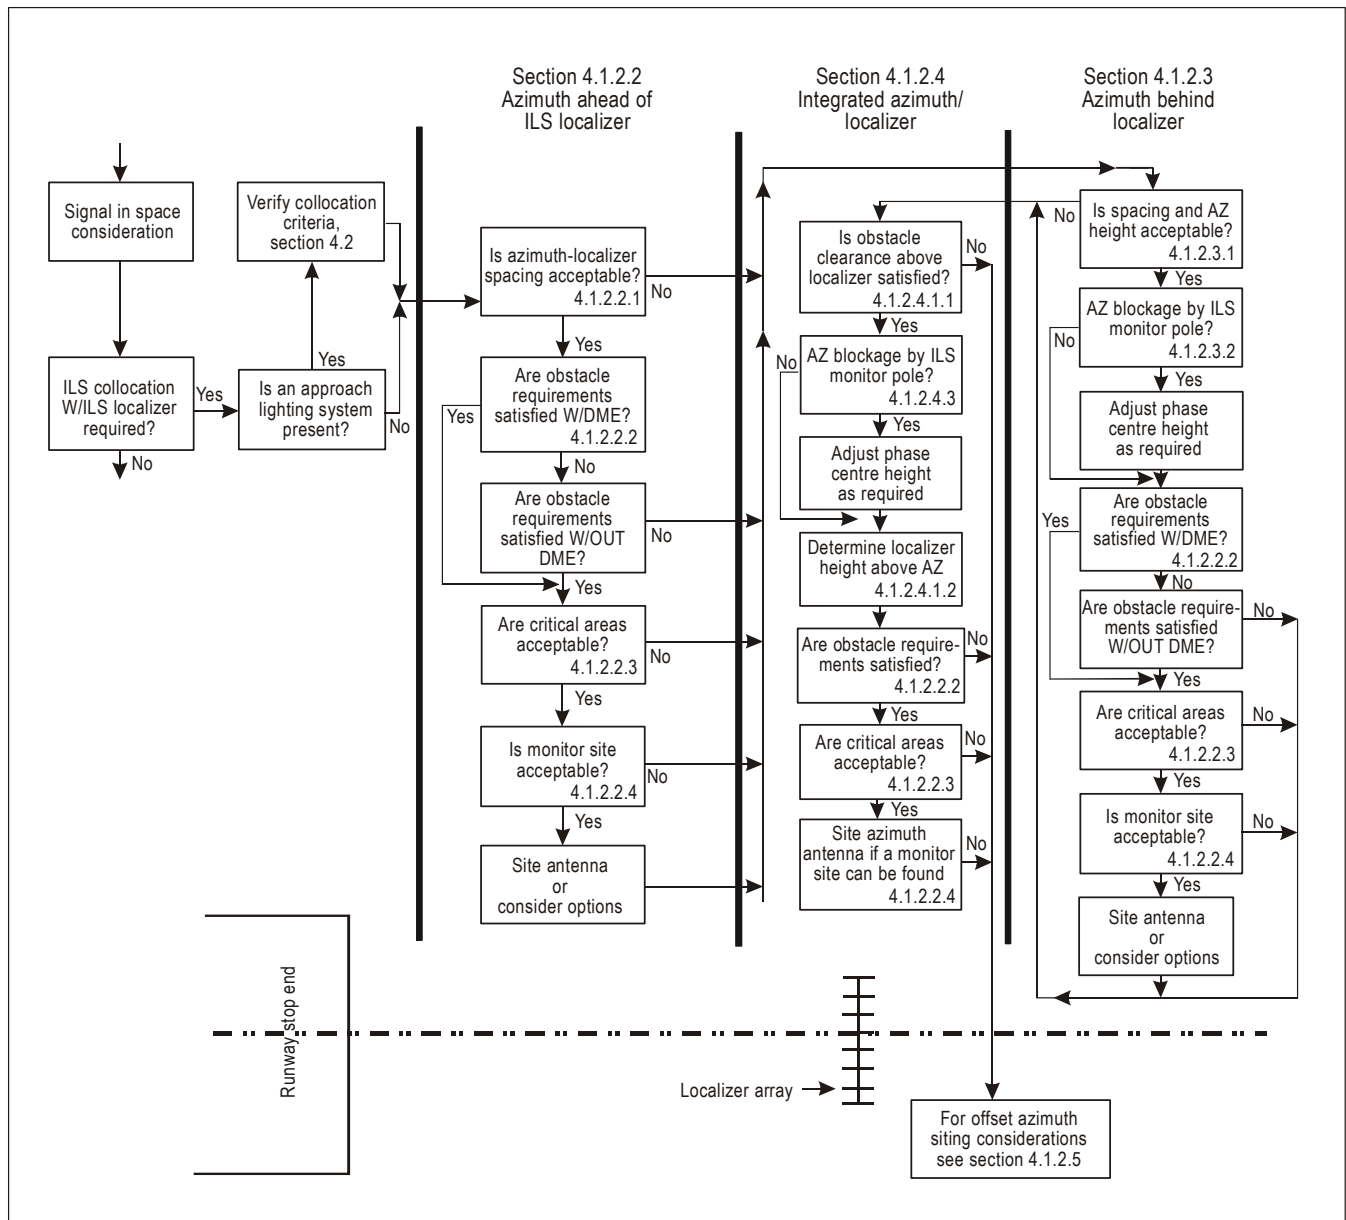 Section 4.1.2.2
Azimuth ahead of
ILS localizer
Section 4.1.2.4
Integrated azimuth/
localizer
Section 4.1.2.3
Azimuth behind
localizer
Signal in space
consideration
ILS collocation
W/ILS localizer
required?
Yes
No
Verify collocation
criteria,
section 4.2
Yes
Is an approach
lighting system
present?
No
Is azimuth-localizer
spacing acceptable?
4.1.2.2.1
No
Yes
Are obstacle
requirements
satisfied W/DME?
4.1.2.2.2
Yes
No
Are obstacle
requirements
satisfied W/OUT
DME?
No
Yes
Are critical areas
acceptable?
4.1.2.2.3
No
Yes
Is monitor site
acceptable?
4.1.2.2.4
No
Yes
Site antenna
or
consider options
Is obstacle
clearance above
localizer satisfied?
4.1.2.4.1.1
No
Yes
AZ blockage by ILS
monitor pole?
4.1.2.4.3
No
Yes
Adjust phase
centre height
as required
Determine localizer
height above AZ
4.1.2.4.1.2
Are obstacle require-
ments satisfied?
4.1.2.2.2
No
Yes
Are critical areas
acceptable?
4.1.2.2.3
No
Yes
Site azimuth
antenna if a monitor
site can be found
4.1.2.2.4
No
Is spacing and AZ
height acceptable?
4.1.2.3.1
No
Yes
AZ blockage by ILS
monitor pole?
4.1.2.3.2
No
Yes
Adjust phase
centre height
as required
Are obstacle
requirements
satisfied W/DME?
4.1.2.2.2
Yes
No
Are obstacle require-
ments satisfied
W/OUT DME?
No
Yes
Are critical areas
acceptable?
4.1.2.2.3
No
Yes
Is monitor site
acceptable?
4.1.2.2.4
No
Yes
Site antenna
or
consider options
Runway stop end
Localizer array
For offset azimuth
siting considerations
see section 4.1.2.5